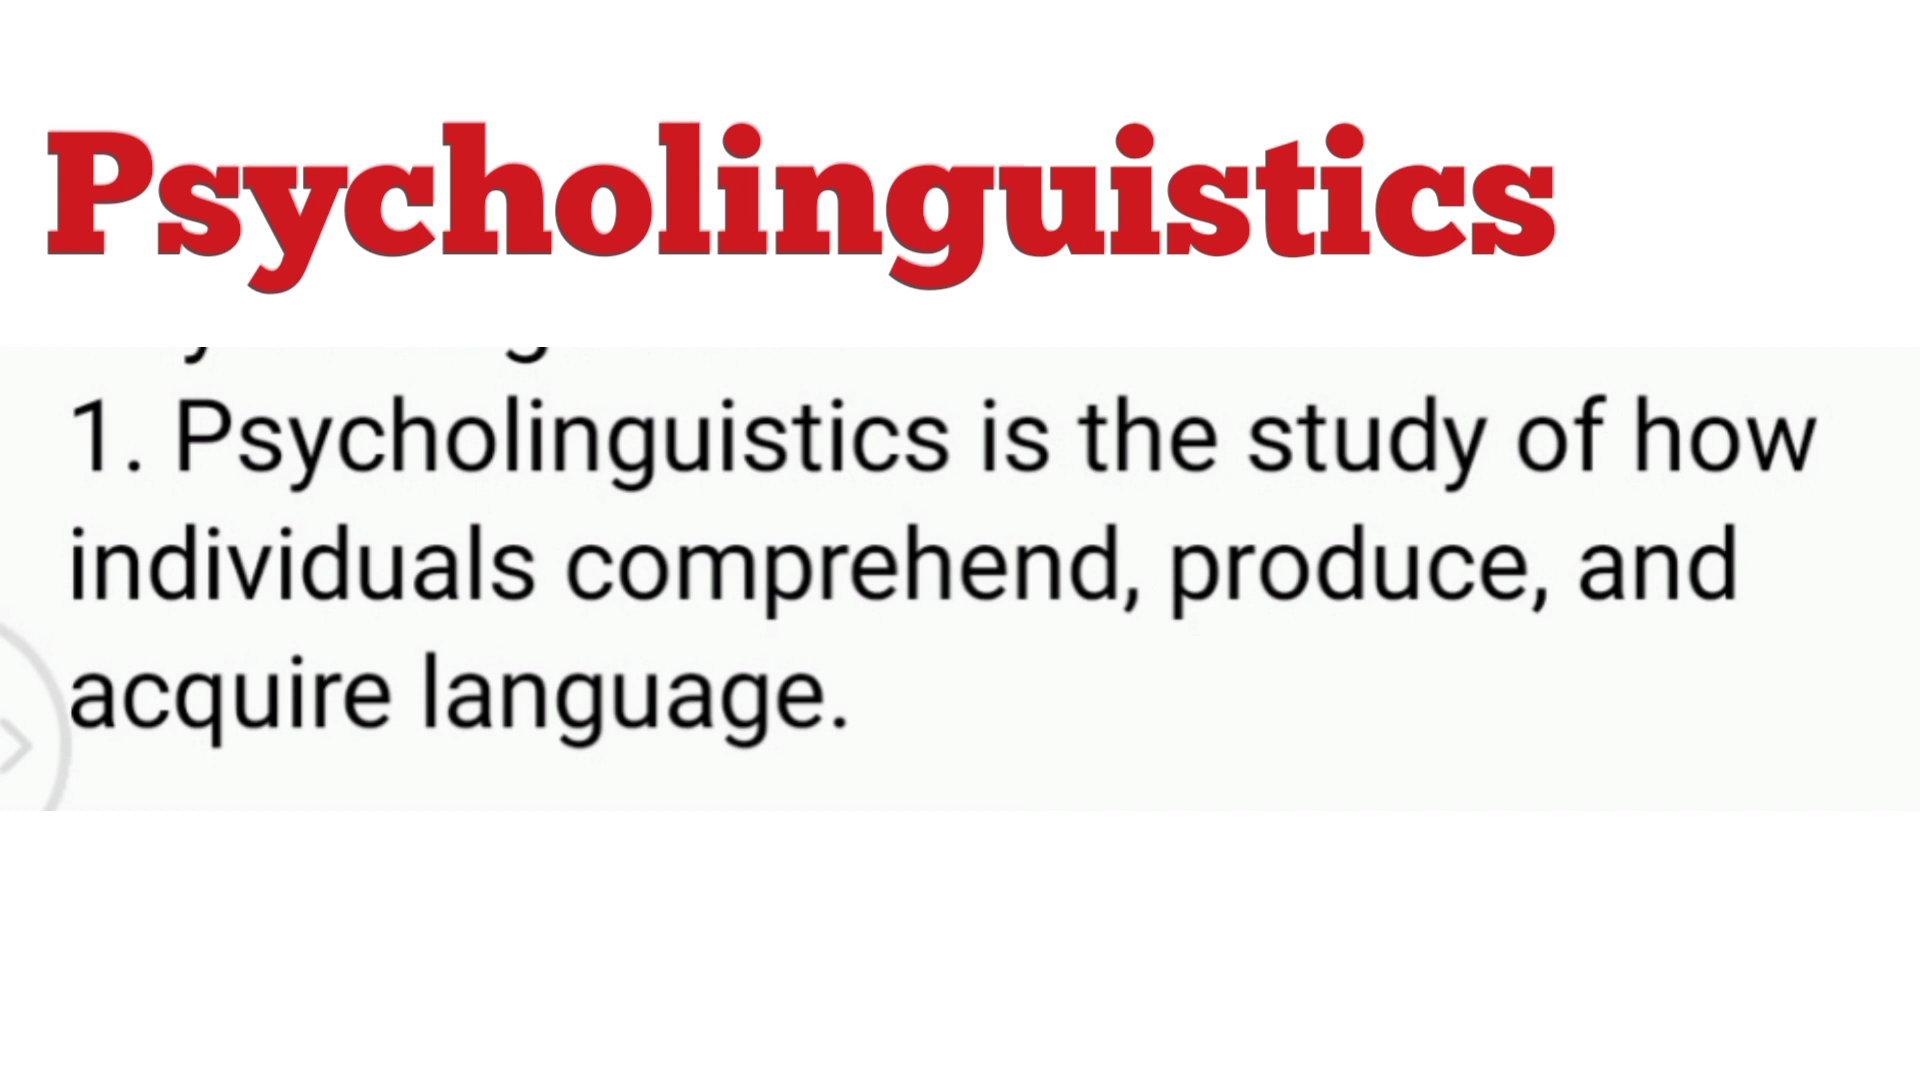 Psycholinguistics
1. Psycholinguistics is the study of how
individuals comprehend, produce, and
acquire language.